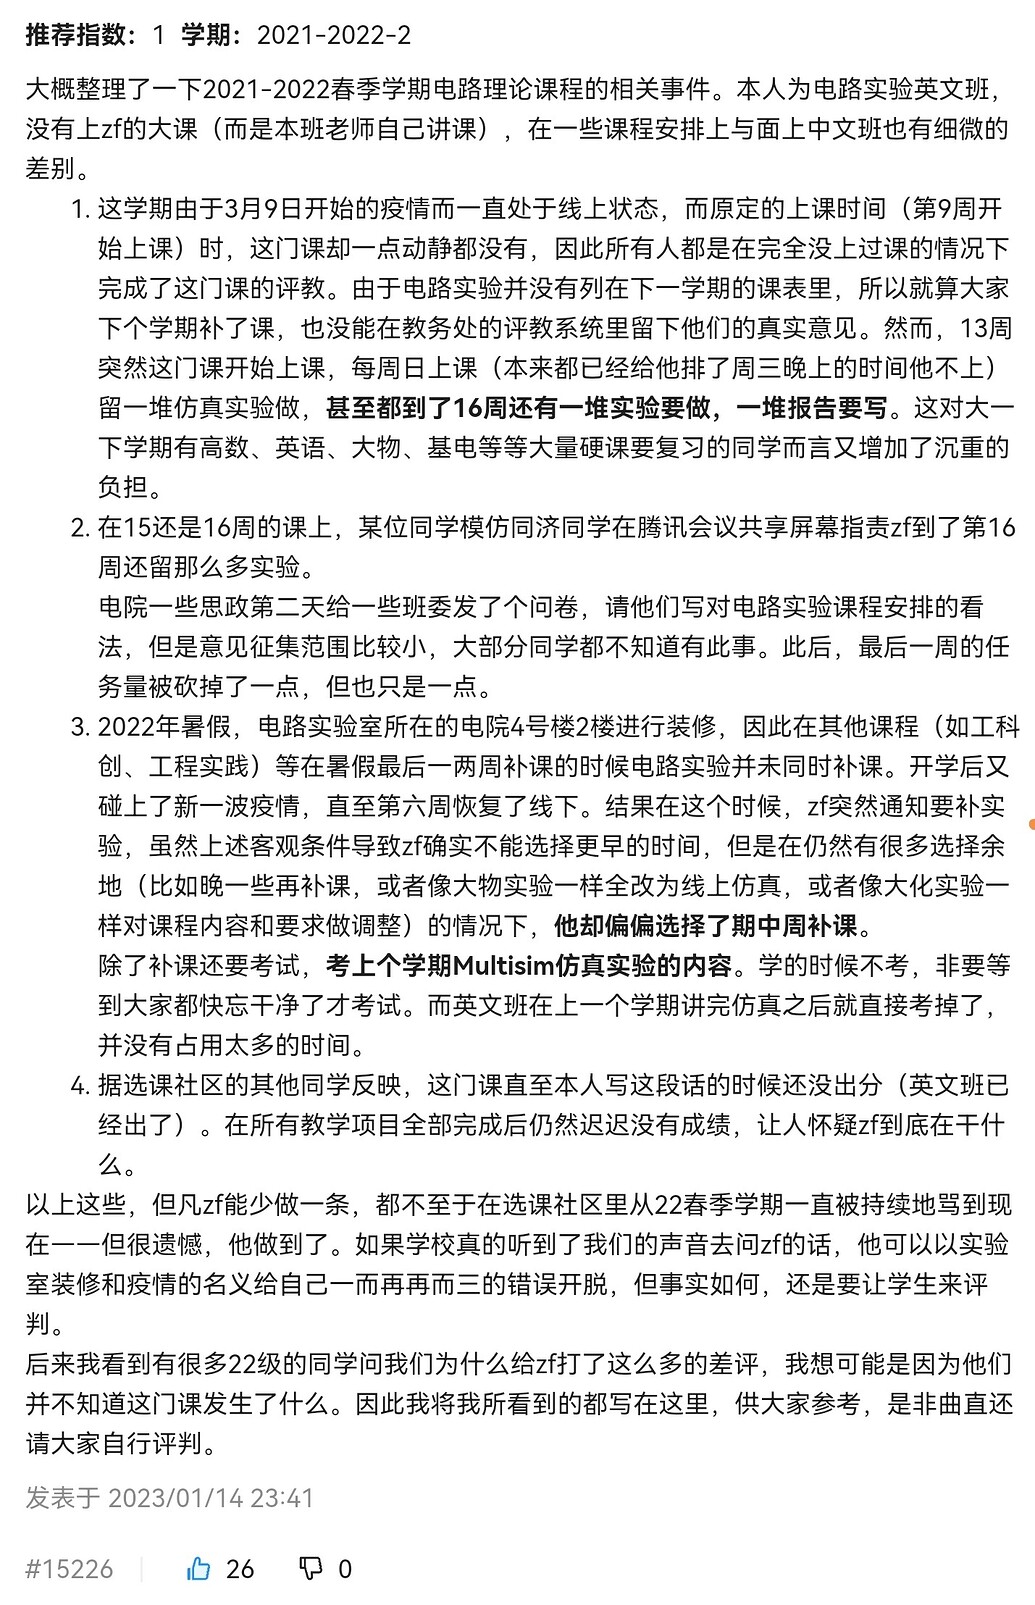 推荐指数：1 学期：2021-2022-2
大概整理了一下2021-2022春季学期电路理论课程的相关事件。本人为电路实验英文班，
没有上zf的大课（而是本班老师自己讲课），在一些课程安排上与面上中文班也有细微的
差别。
1. 这学期由于3月9日开始的疫情而一直处于线上状态，而原定的上课时间（第9周开
始上课）时，这门课却一点动静都没有，因此所有人都是在完全没上过课的情况下
完成了这门课的评教。由于电路实验并没有列在下一学期的课表里，所以就算大家
下个学期补了课，也没能在教务处的评教系统里留下他们的真实意见。然而，13周
突然这门课开始上课，每周日上课（本来都已经给他排了周三晚上的时间他不上）
留一堆仿真实验做，甚至都到了16周还有一堆实验要做，一堆报告要写。这对大一
下学期有高数、英语、大物、基电等等大量硬课要复习的同学而言又增加了沉重的
负担。
2. 在15还是16周的课上，某位同学模仿同济同学在腾讯会议共享屏幕指责zf到了第16
周还留那么多实验。
电院一些思政第二天给一些班委发了个问卷，请他们写对电路实验课程安排的看
法，但是意见征集范围比较小，大部分同学都不知道有此事。此后，最后一周的任
务量被砍掉了一点，但也只是一点。
3. 2022年暑假，电路实验室所在的电院4号楼2楼进行装修，因此在其他课程（如工科
创、工程实践）等在暑假最后一两周补课的时候电路实验并未同时补课。开学后又
碰上了新一波疫情，直至第六周恢复了线下。结果在这个时候，zf突然通知要补实
验，虽然上述客观条件导致zf确实不能选择更早的时间，但是在仍然有很多选择余
地（比如晚一些再补课，或者像大物实验一样全改为线上仿真，或者像大化实验一
样对课程内容和要求做调整）的情况下，他却偏偏选择了期中周补课。
除了补课还要考试，考上个学期Multisim仿真实验的内容。学的时候不考，非要等
到大家都快忘干净了才考试。而英文班在上一个学期讲完仿真之后就直接考掉了，
并没有占用太多的时间。
4. 据选课社区的其他同学反映，这门课直至本人写这段话的时候还没出分（英文班已
经出了）。在所有教学项目全部完成后仍然迟迟没有成绩，让人怀疑zf到底在干什
么。
以上这些，但凡zf能少做一条，都不至于在选课社区里从22春季学期一直被持续地骂到现
在——但很遗憾，他做到了。如果学校真的听到了我们的声音去问zf的话，他可以以实验
室装修和疫情的名义给自己一而再再而三的错误开脱，但事实如何，还是要让学生来评
判。
后来我看到有很多22级的同学问我们为什么给zf打了这么多的差评，我想可能是因为他们
并不知道这门课发生了什么。因此我将我所看到的都写在这里，供大家参考，是非曲直还
请大家自行评判。
发表于 2023/01/14 23:41
#15226 26 0